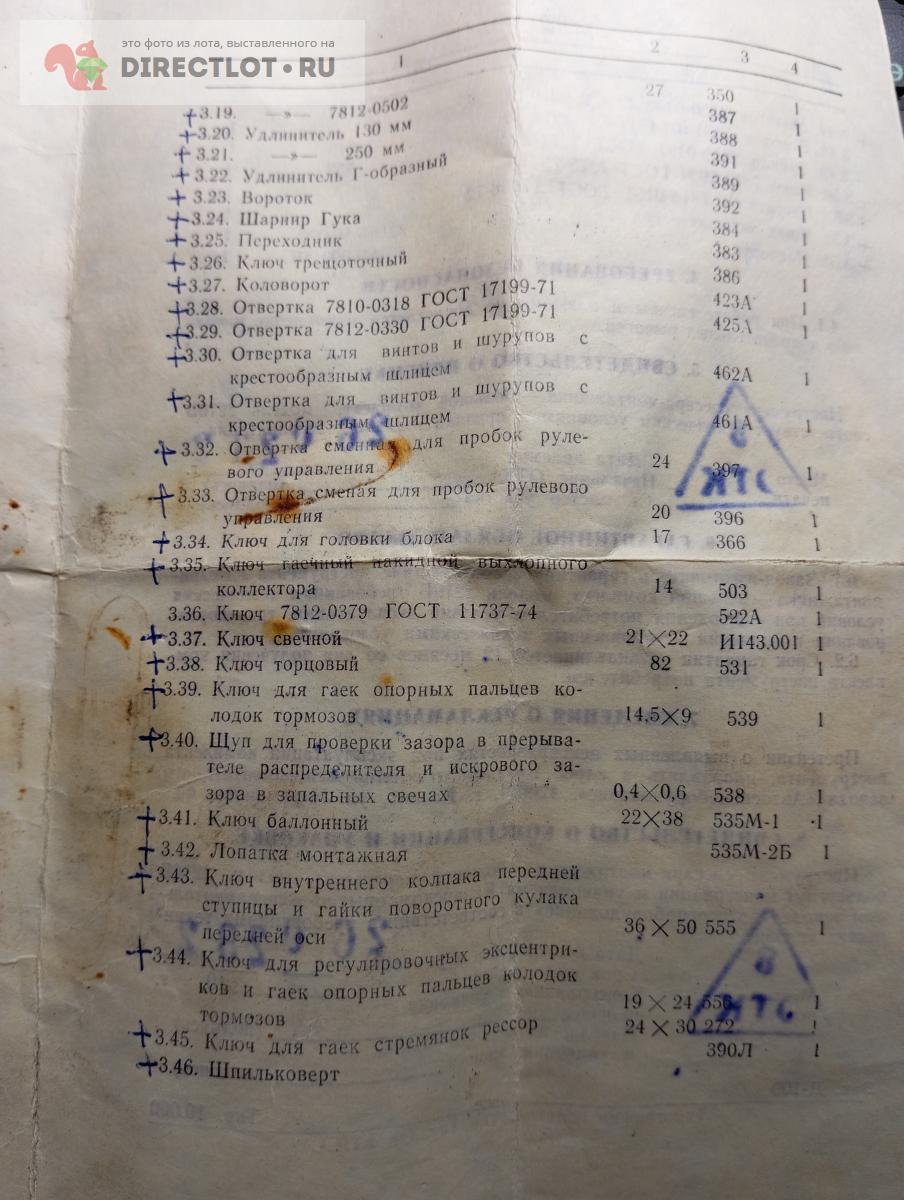 это фото из лота, выставленного на
DIRECTLOT.RU
1 2 3 4
+3.19. —»— 7812-0502 27 350 1
+3.20. Удлинитель 130 мм 387 1
+3.21. —»— 250 мм 388 1
+3.22. Удлинитель Г-образный 391 1
+3.23. Вороток 389 1
+3.24. Шарнир Гука 392 1
+3.25. Переходник 384 1
+3.26. Ключ трещоточный 383 1
+3.27. Коловорот 386 1
+3.28. Отвертка 7810-0318 ГОСТ 17199-71 423А 1
+3.29. Отвертка 7812-0330 ГОСТ 17199-71 425А 1
+3.30. Отвертка для винтов и шурупов с
крестообразным шлицем 462А 1
+3.31. Отвертка для винтов и шурупов с
крестообразным шлицем 461А 1
+3.32. Отвертка сменная для пробок руле-
вого управления 24 397 1
+3.33. Отвертка сменая для пробок рулевого
управления 20 396 1
+3.34. Ключ для головки блока 17 366 1
+3.35. Ключ гаечный накидной выхлопного
коллектора 14 503 1
3.36. Ключ 7812-0379 ГОСТ 11737-74 522А 1
+3.37. Ключ свечной 21×22 И143.001 1
+3.38. Ключ торцовый 82 531 1
+3.39. Ключ для гаек опорных пальцев ко-
лодок тормозов 14,5×9 539 1
+3.40. Щуп для проверки зазора в прерыва-
теле распределителя и искрового за-
зора в запальных свечах 0,4×0,6 538 1
+3.41. Ключ баллонный 22×38 535М-1 1
+3.42. Лопатка монтажная 535М-2Б 1
+3.43. Ключ внутреннего колпака передней
ступицы и гайки поворотного кулака
передней оси 36×50 555 1
+3.44. Ключ для регулировочных эксцентри-
ков и гаек опорных пальцев колодок
тормозов 19×24 556 1
+3.45. Ключ для гаек стремянок рессор 24×30 272 1
+3.46. Шпильковерт 390Л 1